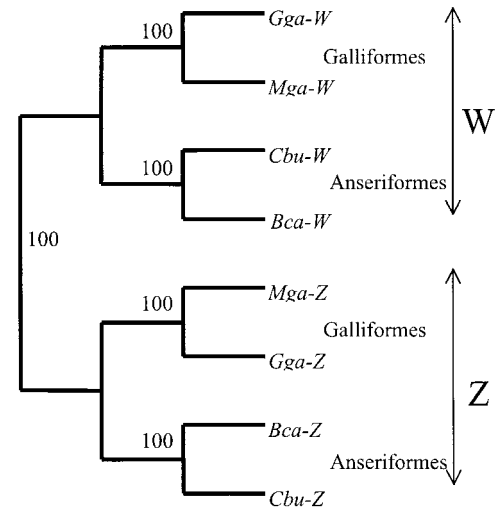 100
Gga-W
Galliformes
Mga-W
W
100
Cbu-W
Anseriformes
Bca-W
100
100
Mga-Z
Galliformes
Gga-Z
Z
100
Bca-Z
Anseriformes
Cbu-Z